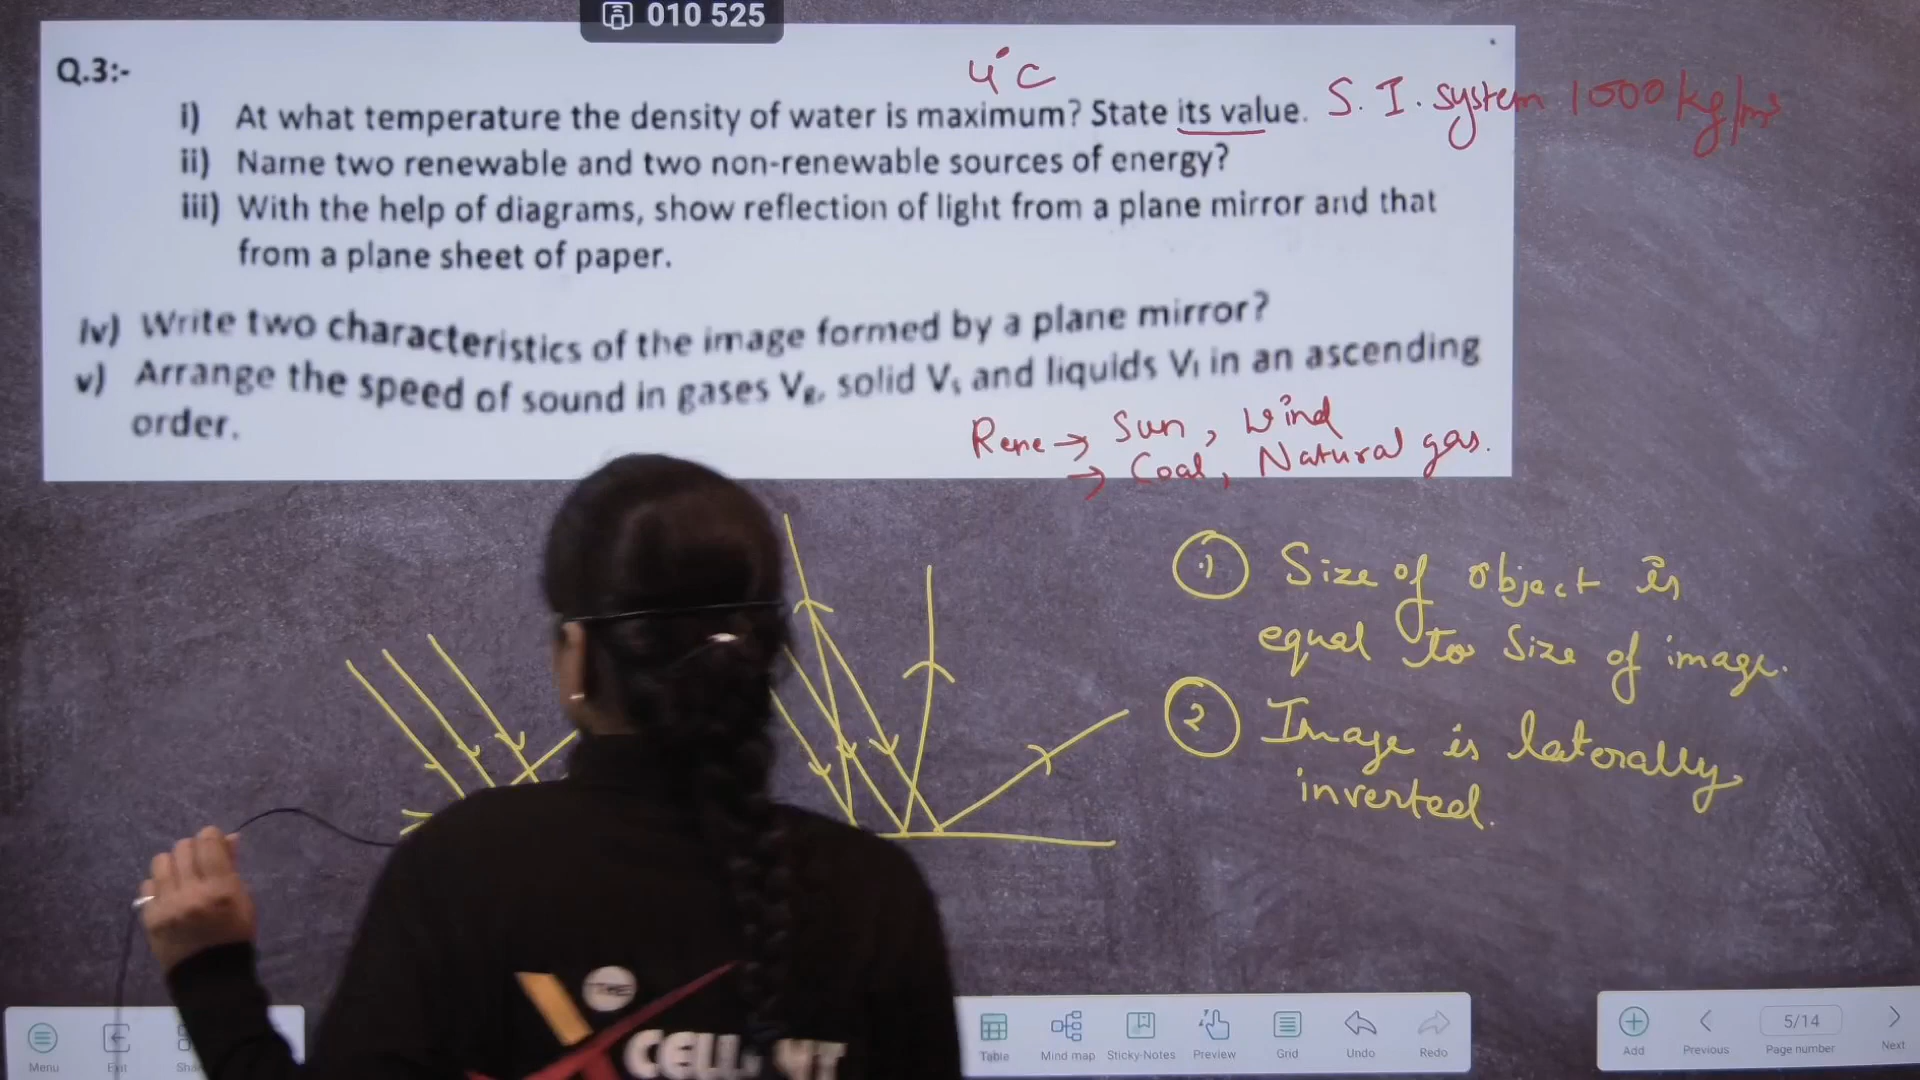 010 525
Q.3:-
4°C
i) At what temperature the density of water is maximum? State its value. S.I. system 1000 kg/m³
ii) Name two renewable and two non-renewable sources of energy?
iii) With the help of diagrams, show reflection of light from a plane mirror and that
from a plane sheet of paper.
iv) Write two characteristics of the image formed by a plane mirror?
v) Arrange the speed of sound in gases Vg, solid Vs and liquids Vl in an ascending
order.
Rene → Sun, Wind
→ Coal, Natural gas.
① Size of object is
equal to Size of image.
② Image is laterally
inverted.
THE
Menu Exit Table Mind map Sticky-Notes Preview Grid Undo Redo Add Previous 5/14 Page number Next